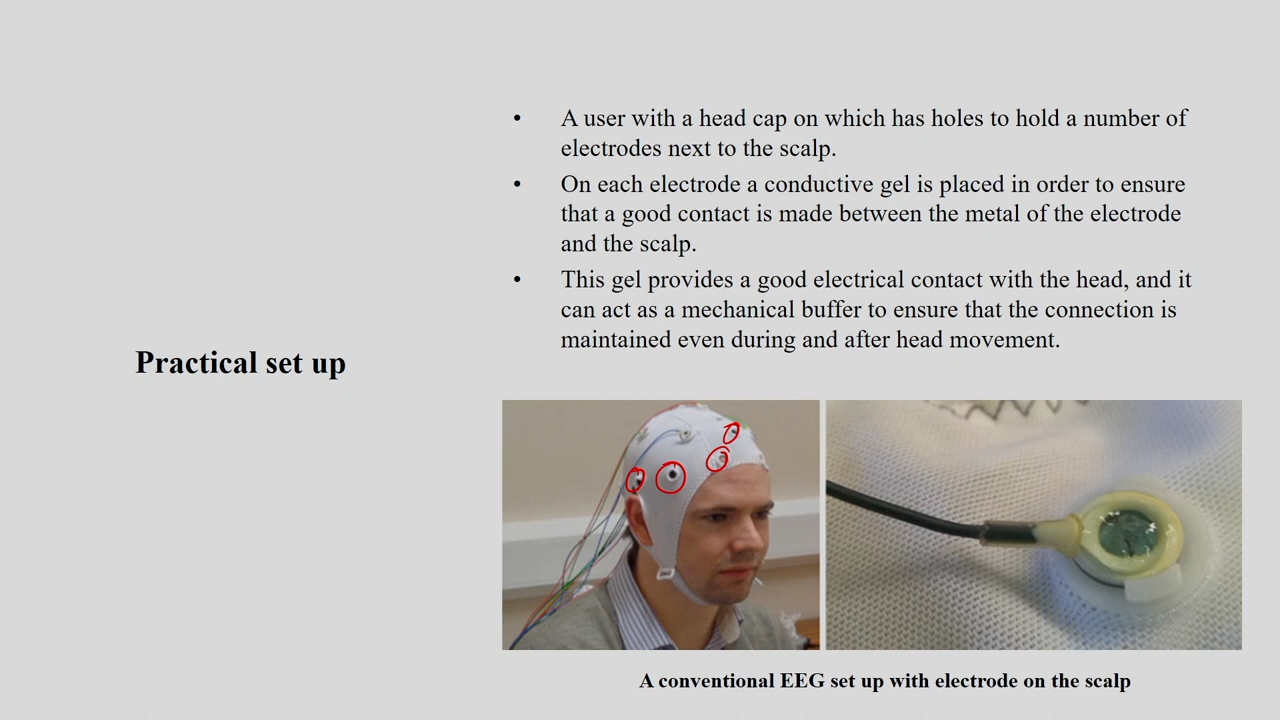 • A user with a head cap on which has holes to hold a number of
electrodes next to the scalp.
• On each electrode a conductive gel is placed in order to ensure
that a good contact is made between the metal of the electrode
and the scalp.
• This gel provides a good electrical contact with the head, and it
can act as a mechanical buffer to ensure that the connection is
maintained even during and after head movement.
Practical set up
A conventional EEG set up with electrode on the scalp